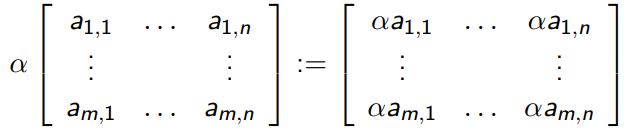 α [ a_{1,1} … a_{1,n} ] := [ αa_{1,1} … αa_{1,n} ]
⋮ ⋮ ⋮ ⋮
a_{m,1} … a_{m,n} αa_{m,1} … αa_{m,n}